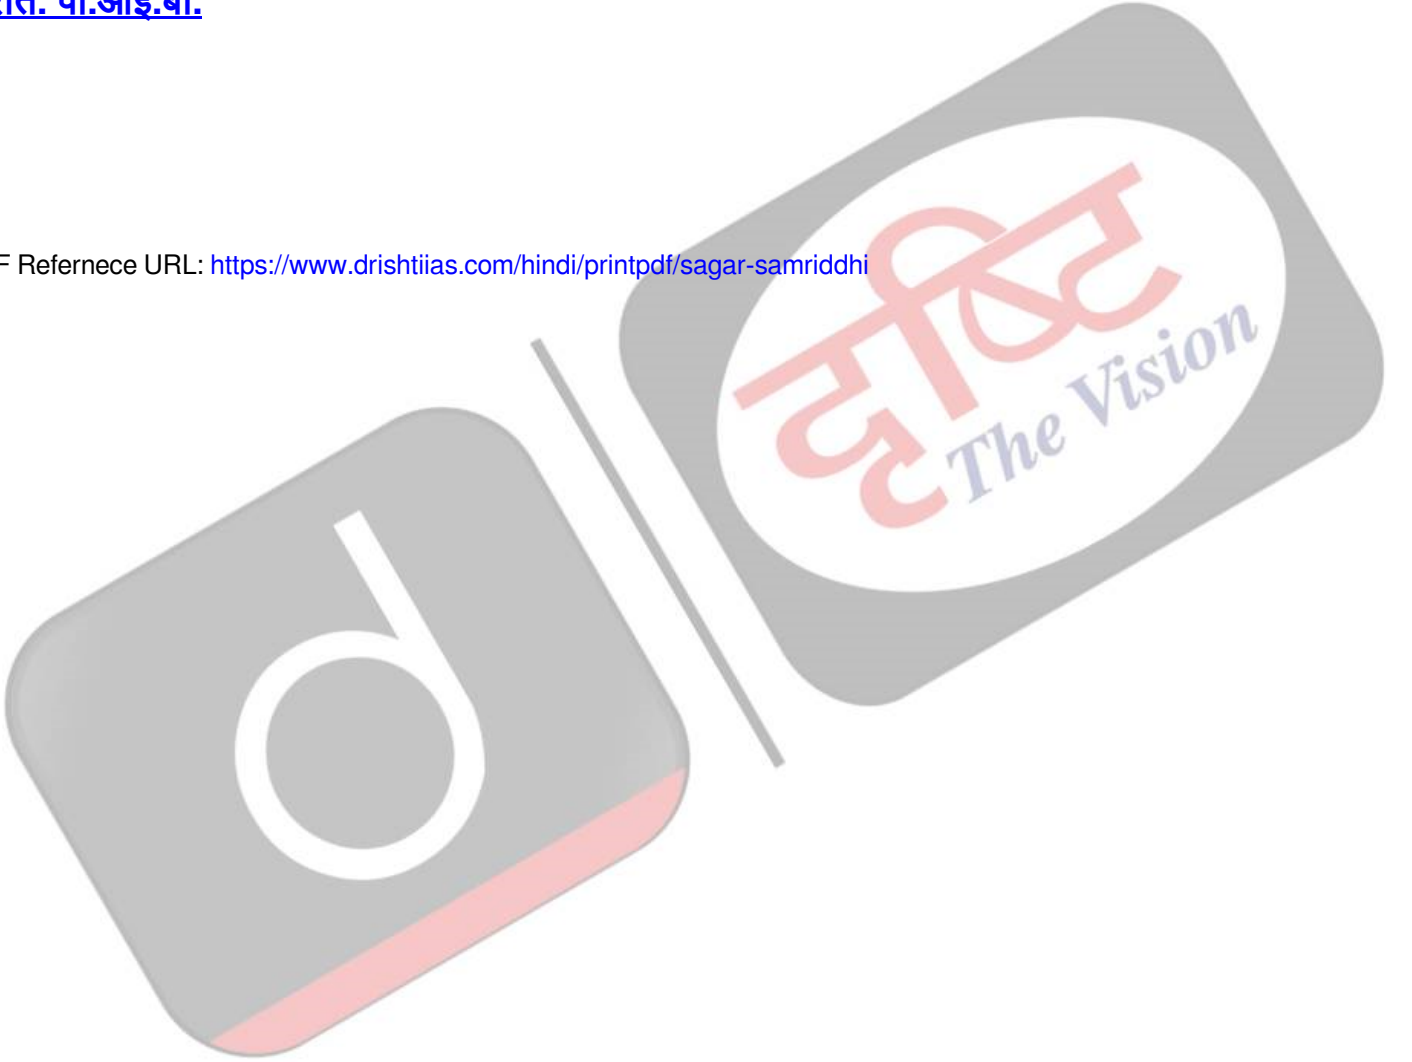 पी.आई.बी.
F Refernece URL: https://www.drishtiias.com/hindi/printpdf/sagar-samriddhi
दृष्टि
The Vision
d